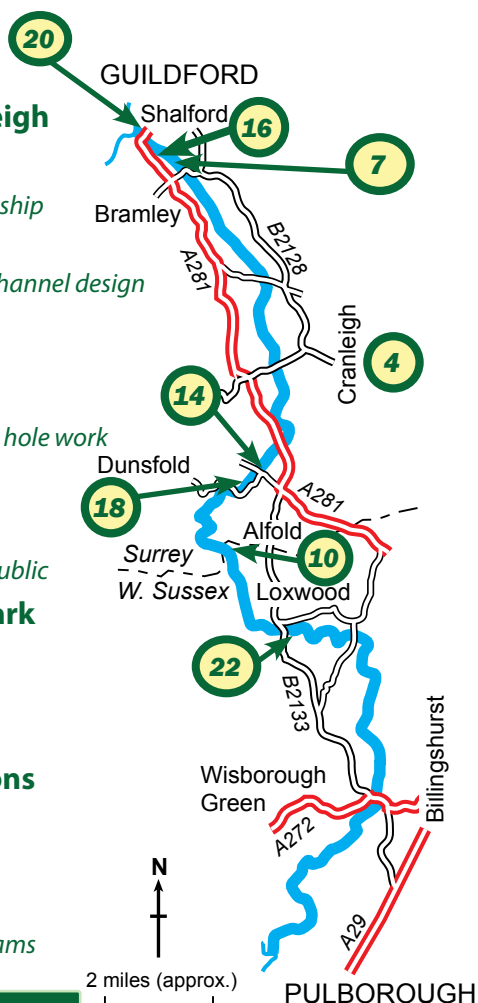 20
GUILDFORD
eigh
Shalford
16
7
ship
Bramley
B2128
A281
hannel design
Cranleigh
4
14
hole work
Dunsfold
A281
18
Alfold
10
Surrey
ublic
W. Sussex
Loxwood
ark
22
B2133
Wisborough
Green
Billingshurst
ons
A272
N
A29
ams
2 miles (approx.)
PULBOROUGH